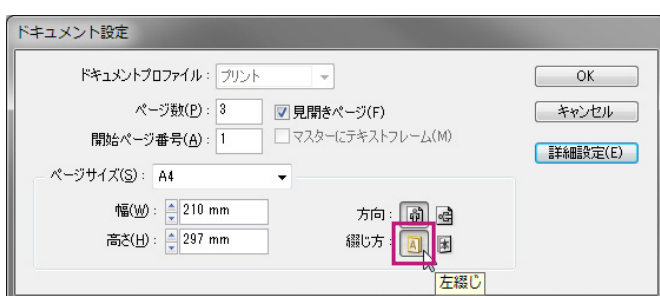 ドキュメント設定
ドキュメントプロファイル： プリント
OK
ページ数(P)： 3
見開きページ(F)
キャンセル
開始ページ番号(A)： 1
マスターにテキストフレーム(M)
詳細設定(E)
ページサイズ(S)： A4
幅(W)： 210 mm
方向：
高さ(H)： 297 mm
綴じ方：
A
左綴じ